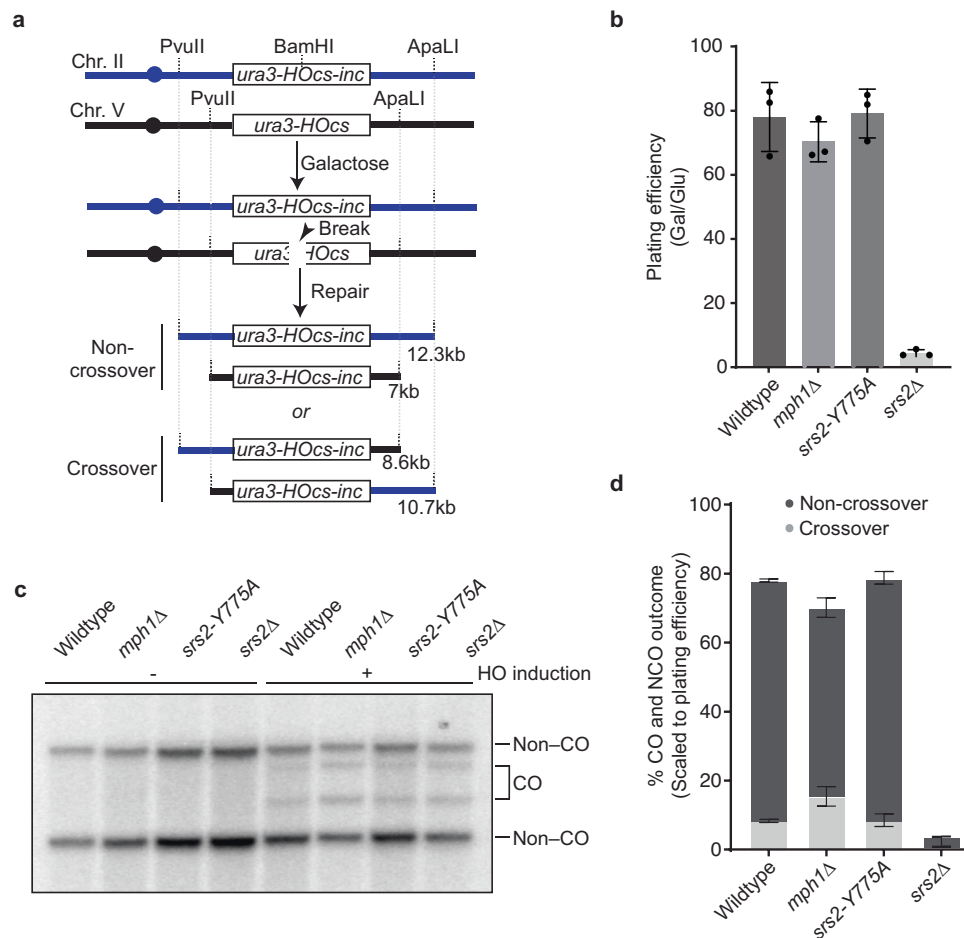 a
PvuII BamHI ApaLI
Chr. II
ura3-HOcs-inc
PvuII ApaLI
Chr. V
ura3-HOcs
Galactose
ura3-HOcs-inc
Break
ura3-HOcs
Repair
Non-
crossover
ura3-HOcs-inc
12.3kb
ura3-HOcs-inc
7kb
or
Crossover
ura3-HOcs-inc
8.6kb
ura3-HOcs-inc
10.7kb
b
Plating efficiency
(Gal/Glu)
100
80
60
40
20
0
Wildtype
mph1Δ
srs2-Y775A
srs2Δ
c
Wildtype
mph1Δ
srs2-Y775A
srs2Δ
Wildtype
mph1Δ
srs2-Y775A
srs2Δ
- + HO induction
Non–CO
CO
Non–CO
d
Non-crossover
Crossover
% CO and NCO outcome
(Scaled to plating efficiency)
100
80
60
40
20
0
Wildtype
mph1Δ
srs2-Y775A
srs2Δ